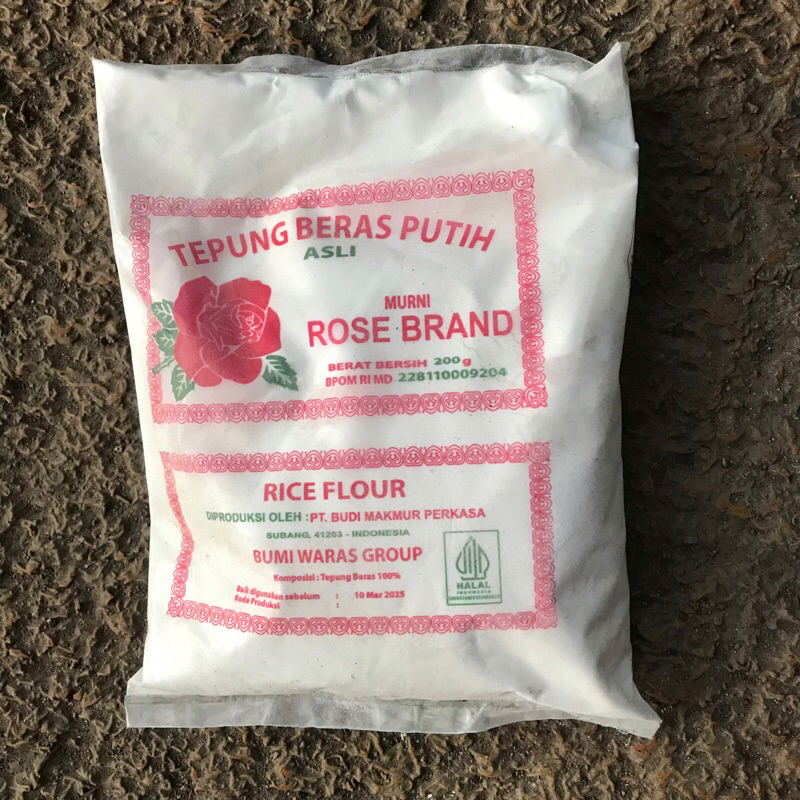 TEPUNG BERAS PUTIH
ASLI
MURNI
ROSE BRAND
BERAT BERSIH 200 g
BPOM RI MD 228110009204
RICE FLOUR
DIPRODUKSI OLEH : PT. BUDI MAKMUR PERKASA
SUBANG, 41263 - INDONESIA
BUMI WARAS GROUP
Komposisi : Tepung Beras 100%
Baik digunakan sebelum : 10 Mar 2025
Kode Produksi :
HALAL
INDONESIA